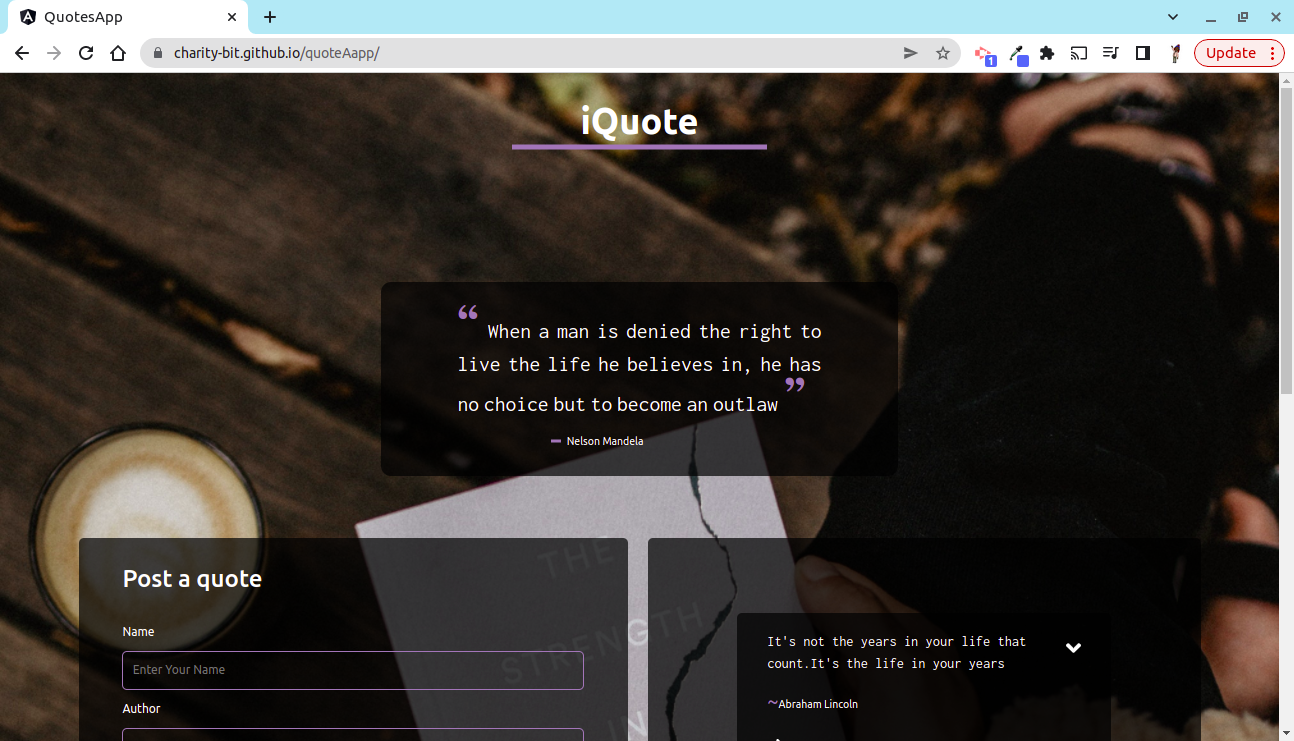 QuotesApp
charity-bit.github.io/quoteAapp/
1
Update
iQuote
“ When a man is denied the right to
live the life he believes in, he has
no choice but to become an outlaw ”
Nelson Mandela
Post a quote
Name
Enter Your Name
Author
It's not the years in your life that
count.It's the life in your years
~Abraham Lincoln
THE
STRENGTH
IN